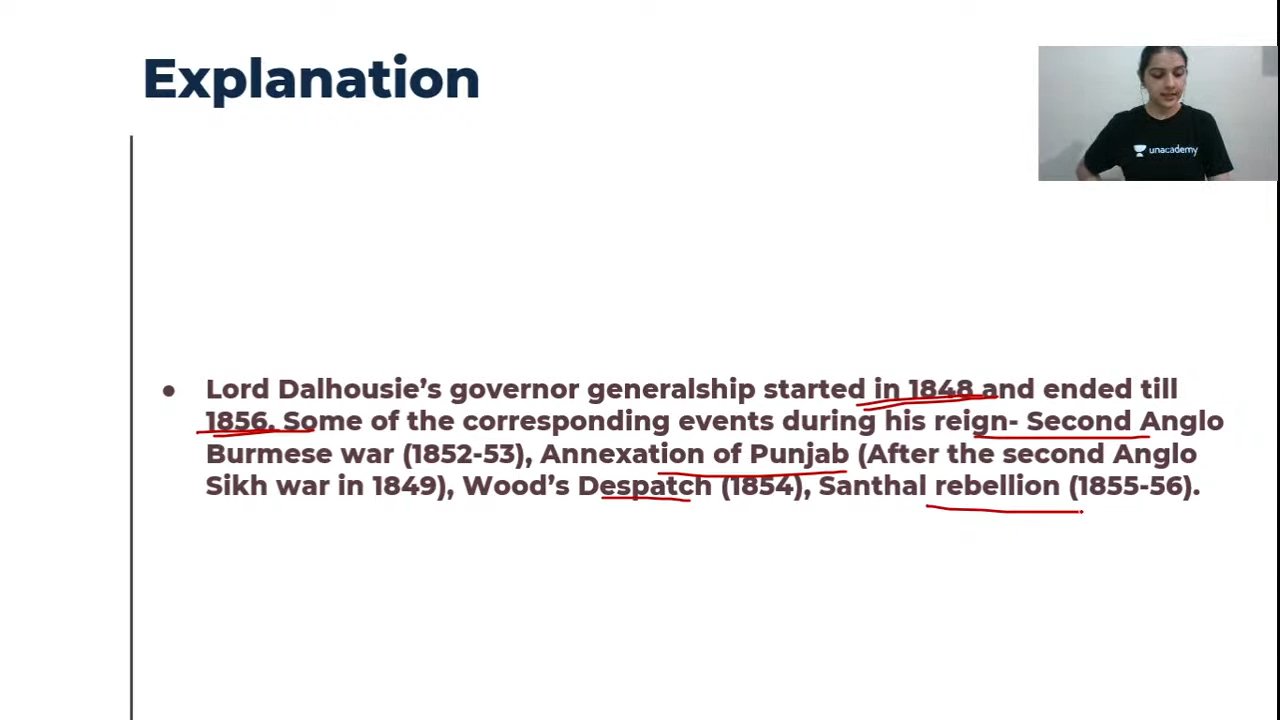 Explanation
unacademy
• Lord Dalhousie’s governor generalship started in 1848 and ended till
1856. Some of the corresponding events during his reign- Second Anglo
Burmese war (1852-53), Annexation of Punjab (After the second Anglo
Sikh war in 1849), Wood’s Despatch (1854), Santhal rebellion (1855-56).